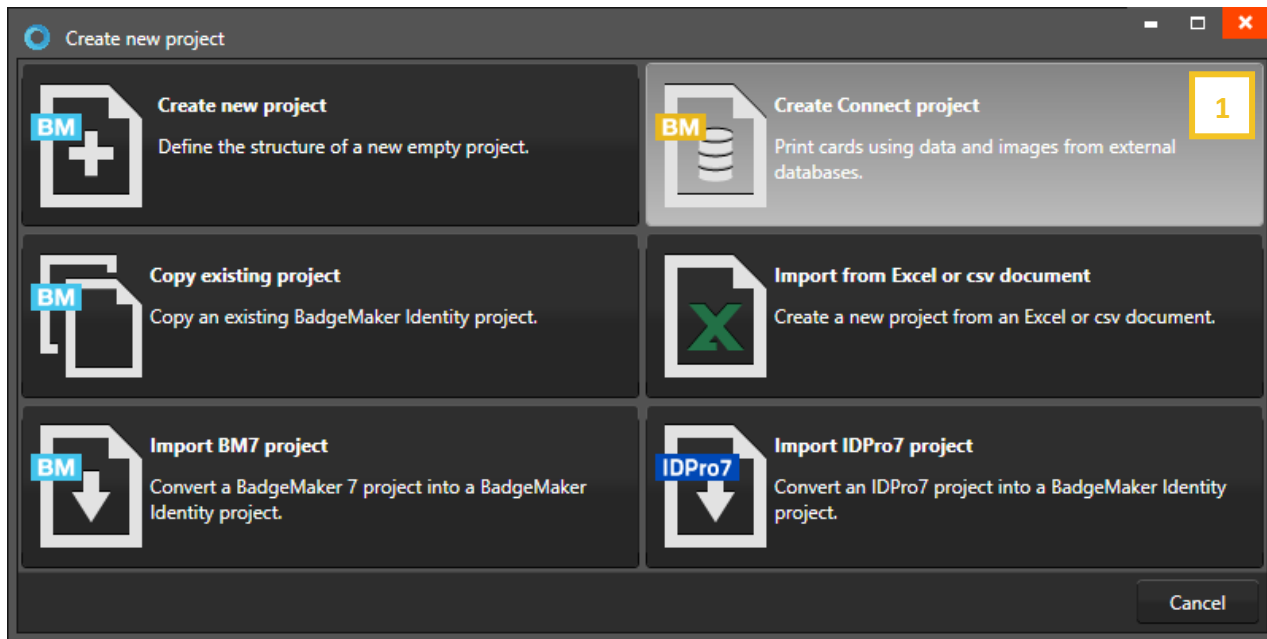 Create new project
BM
Create new project
Define the structure of a new empty project.
BM
Create Connect project
1
Print cards using data and images from external
databases.
BM
Copy existing project
Copy an existing BadgeMaker Identity project.
X
Import from Excel or csv document
Create a new project from an Excel or csv document.
BM
Import BM7 project
Convert a BadgeMaker 7 project into a BadgeMaker
Identity project.
IDPro7
Import IDPro7 project
Convert an IDPro7 project into a BadgeMaker Identity
project.
Cancel